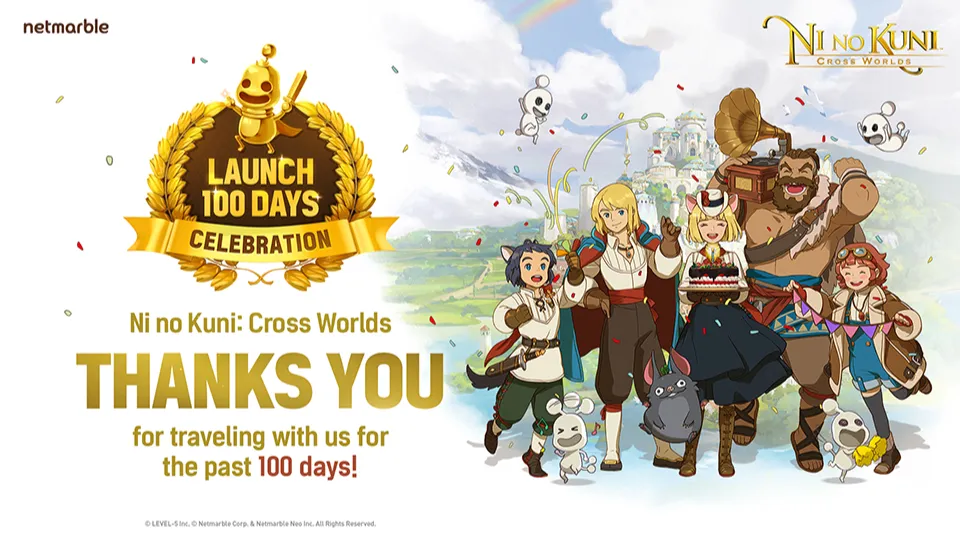 netmarble
NI NO KUNI
CROSS WORLDS
LAUNCH
100 DAYS
CELEBRATION
Ni no Kuni: Cross Worlds
THANKS YOU
for traveling with us for
the past 100 days!
© LEVEL-5 Inc. © Netmarble Corp. & Netmarble Neo Inc. All Rights Reserved.